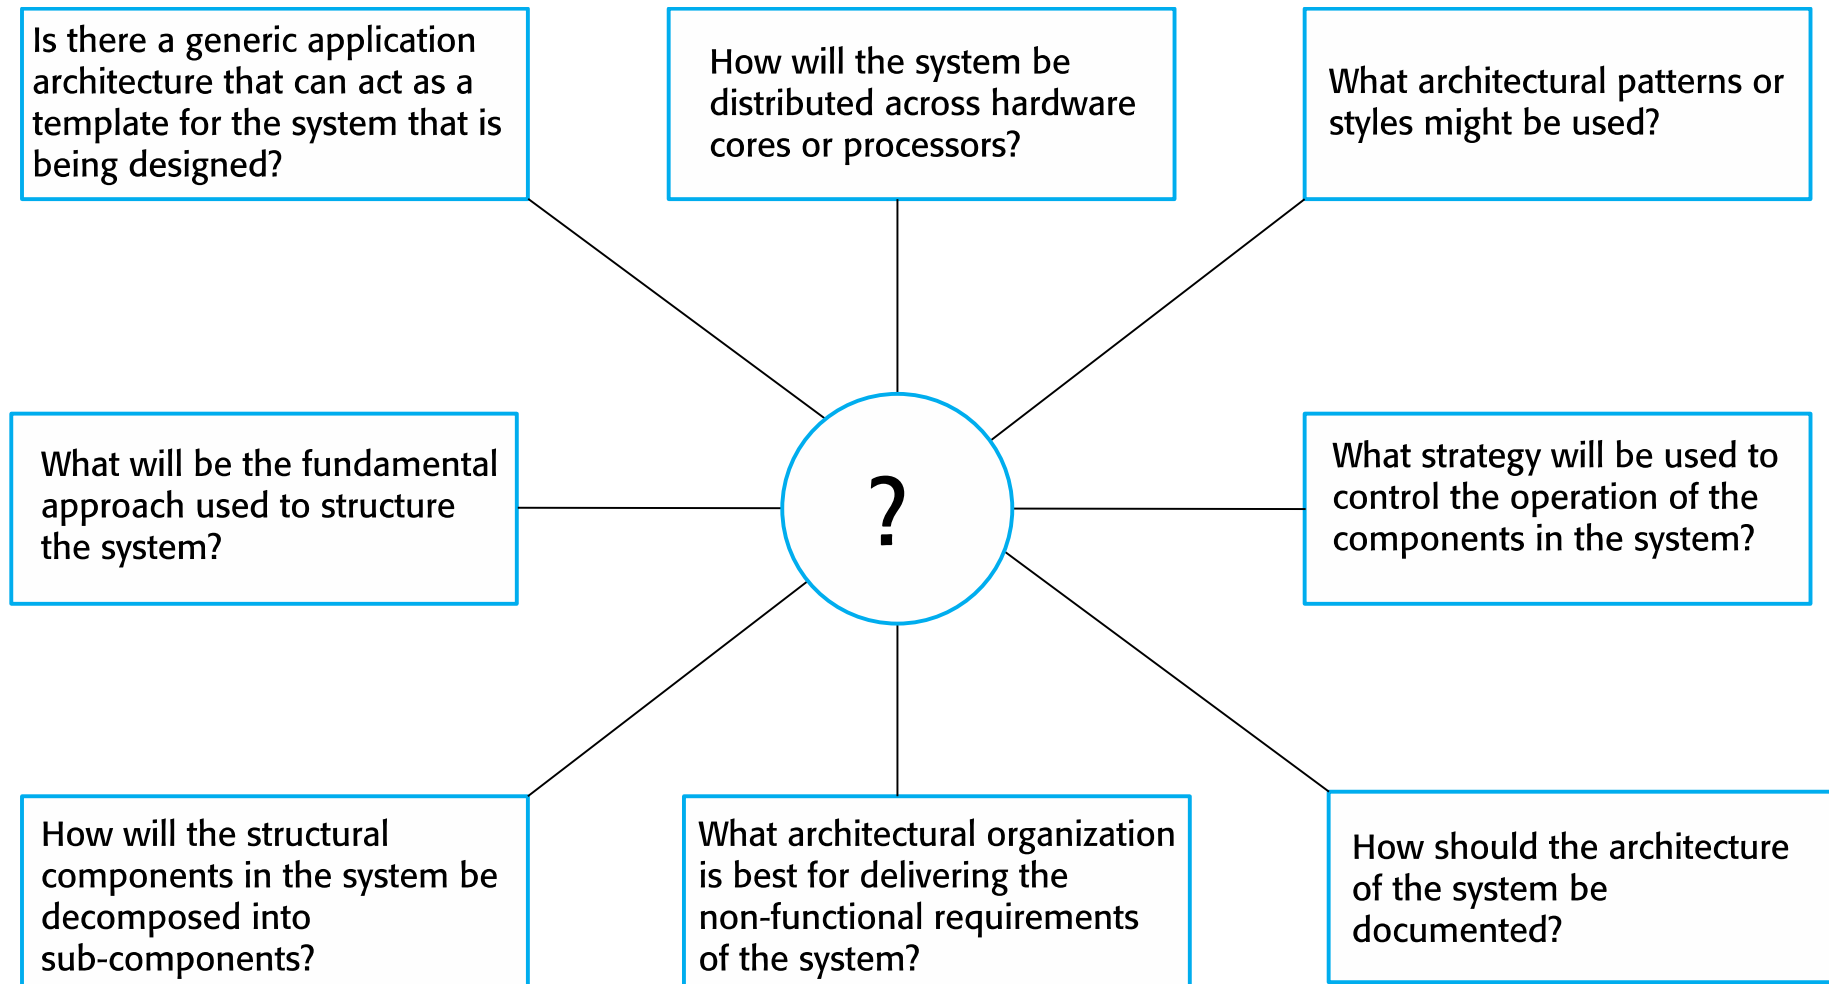 Is there a generic application
architecture that can act as a
template for the system that is
being designed?
How will the system be
distributed across hardware
cores or processors?
What architectural patterns or
styles might be used?
What will be the fundamental
approach used to structure
the system?
?
What strategy will be used to
control the operation of the
components in the system?
How will the structural
components in the system be
decomposed into
sub-components?
What architectural organization
is best for delivering the
non-functional requirements
of the system?
How should the architecture
of the system be
documented?